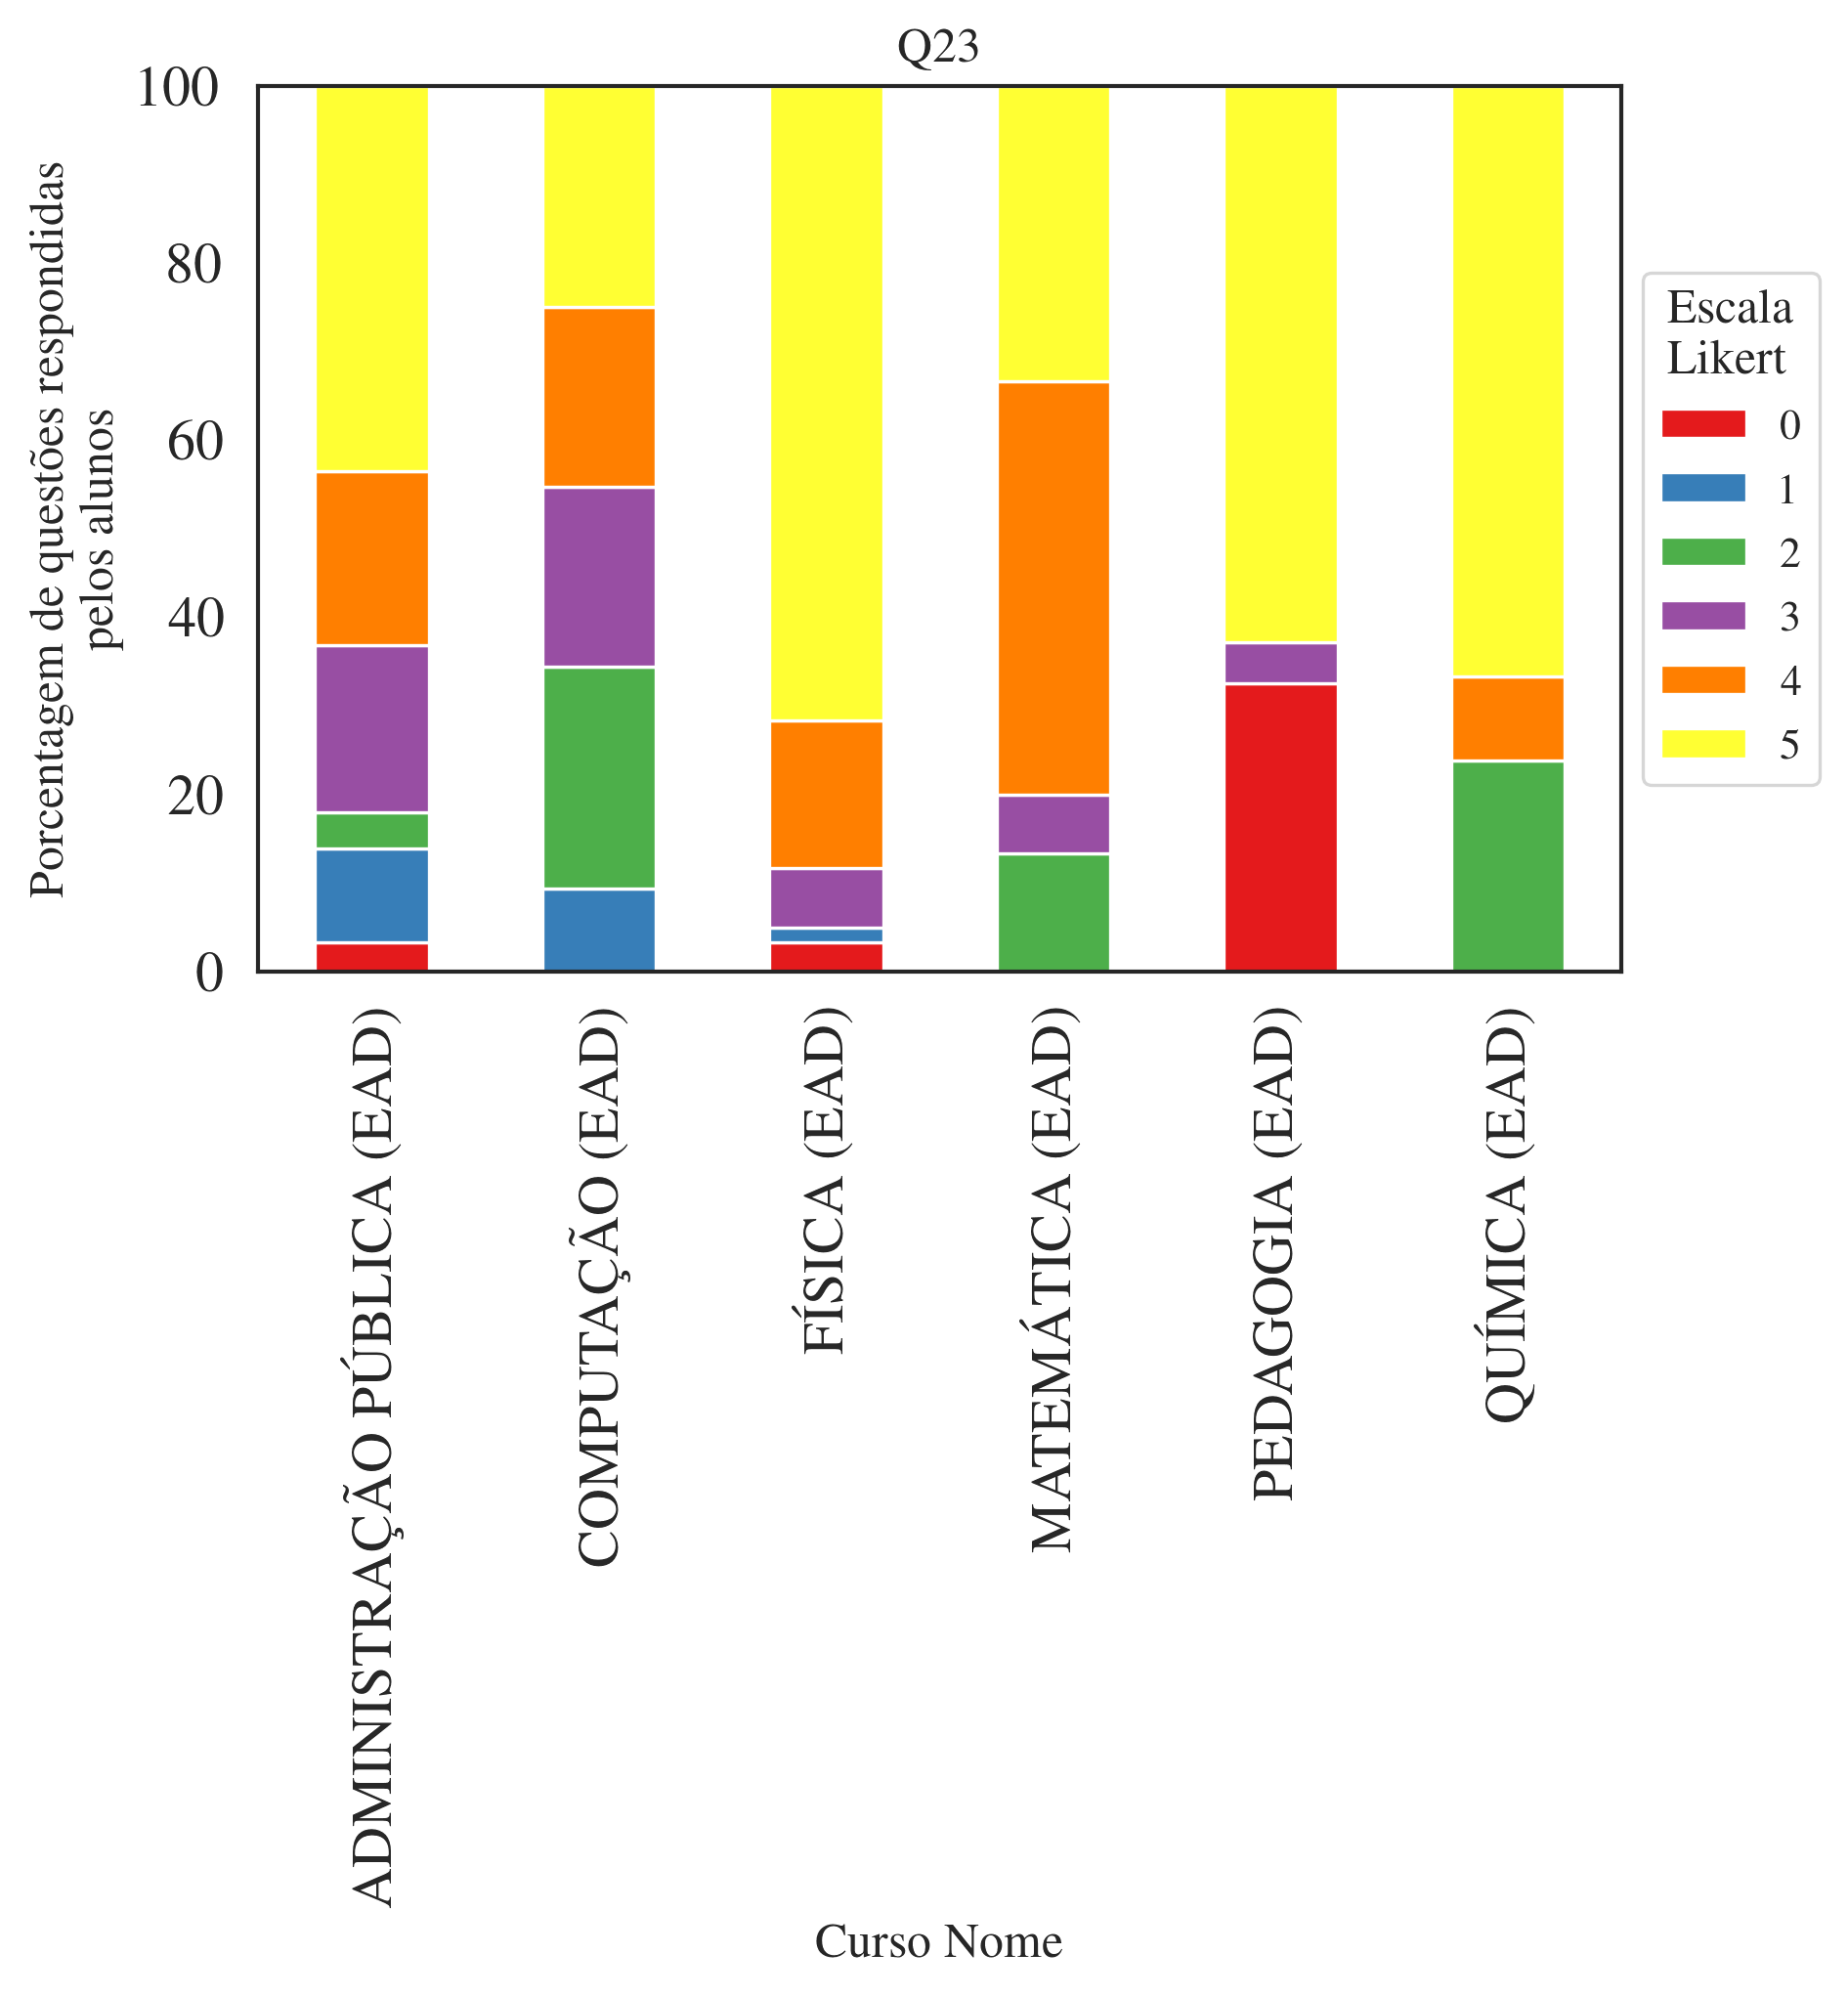 Q23
Porcentagem de questões respondidas
pelos alunos
100
80
60
40
20
0
Escala
Likert
0
1
2
3
4
5
ADMINISTRAÇÃO PÚBLICA (EAD)
COMPUTAÇÃO (EAD)
FÍSICA (EAD)
MATEMÁTICA (EAD)
PEDAGOGIA (EAD)
QUÍMICA (EAD)
Curso Nome